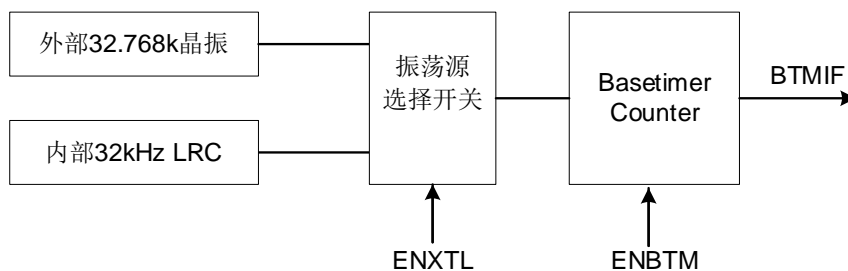 外部32.768k晶振
内部32kHz LRC
振荡源
选择开关
Basetimer
Counter
BTMIF
ENXTL
ENBTM